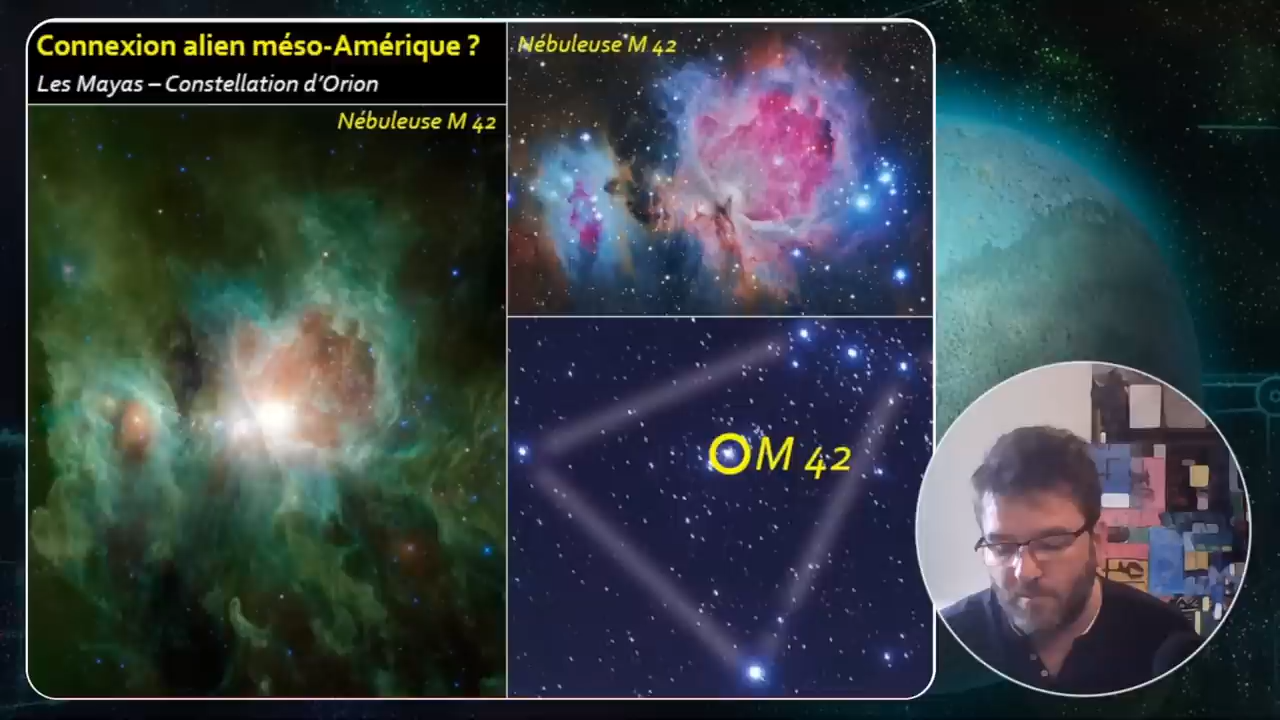 Connexion alien méso-Amérique ?
Les Mayas – Constellation d'Orion
Nébuleuse M 42
Nébuleuse M 42
M 42